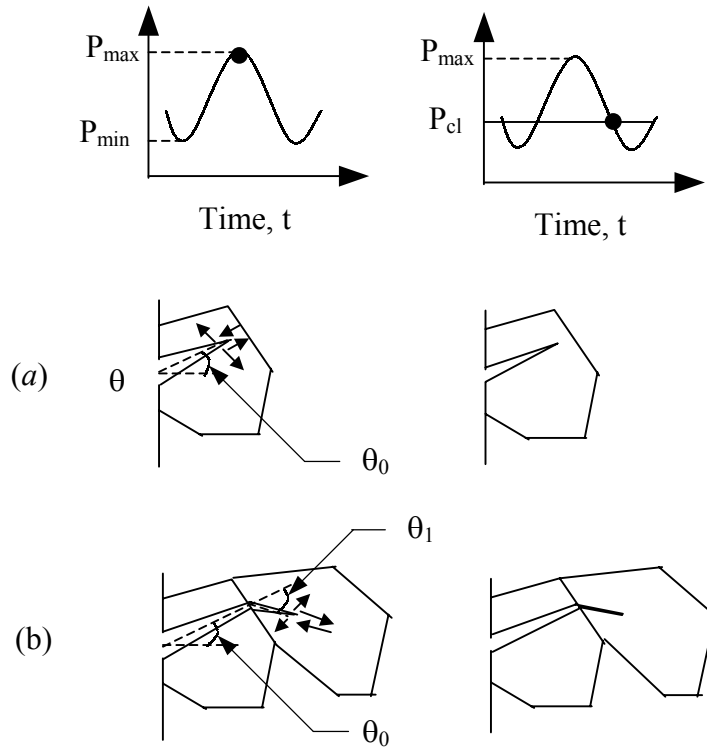 P_max
P_min
Time, t
P_max
P_cl
Time, t
(a)
θ
θ_0
θ_1
(b)
θ_0